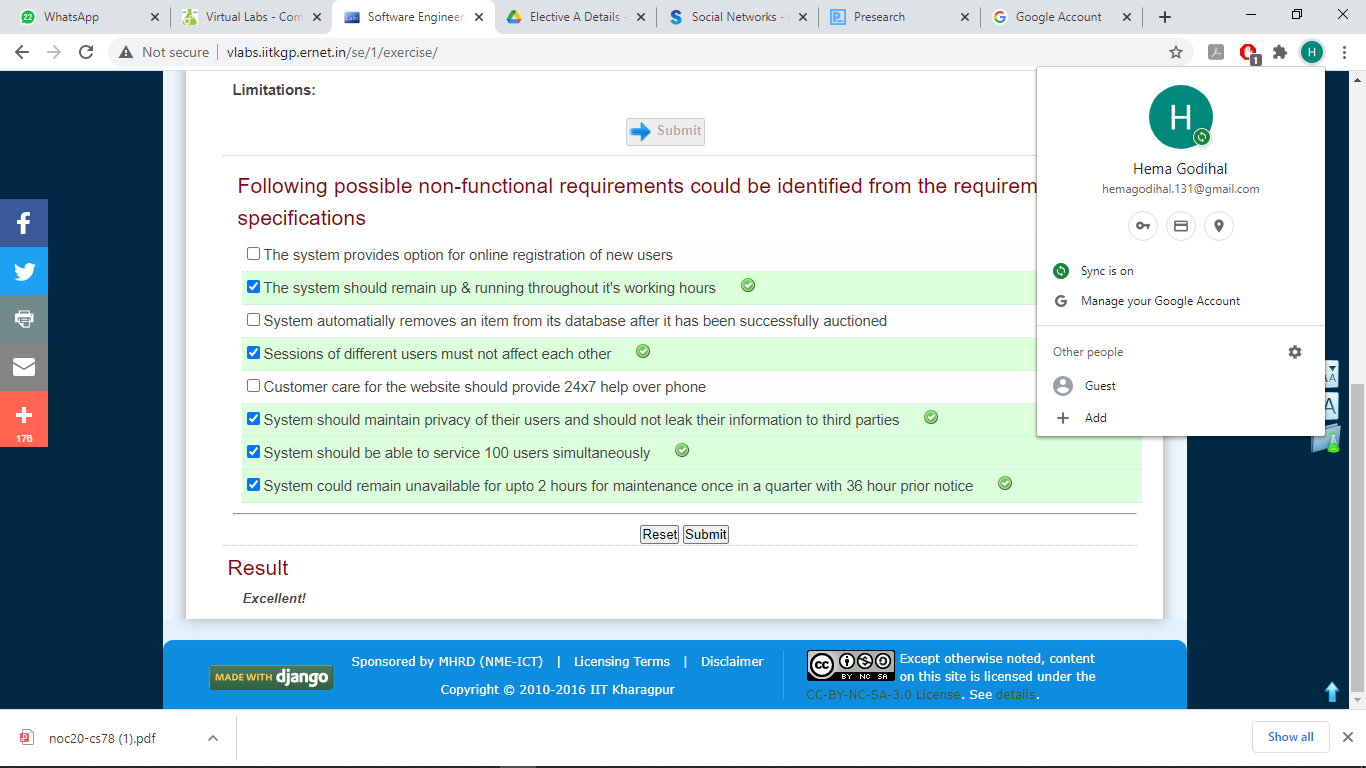 WhatsApp
Virtual Labs - Com
Software Engineer
Elective A Details -
Social Networks -
Presearch
Google Account
Not secure | vlabs.iitkgp.ernet.in/se/1/exercise/
1
H
Limitations:
Submit
Following possible non-functional requirements could be identified from the requirem
specifications
The system provides option for online registration of new users
The system should remain up & running throughout it's working hours
System automatially removes an item from its database after it has been successfully auctioned
Sessions of different users must not affect each other
Customer care for the website should provide 24x7 help over phone
System should maintain privacy of their users and should not leak their information to third parties
System should be able to service 100 users simultaneously
System could remain unavailable for upto 2 hours for maintenance once in a quarter with 36 hour prior notice
Reset Submit
Result
Excellent!
176
H
Hema Godihal
hemagodihal.131@gmail.com
Sync is on
Manage your Google Account
Other people
Guest
Add
A
MADE WITH django
Sponsored by MHRD (NME-ICT) | Licensing Terms | Disclaimer
Copyright © 2010-2016 IIT Kharagpur
cc BY NC SA
Except otherwise noted, content
on this site is licensed under the
CC-BY-NC-SA-3.0 License. See details.
noc20-cs78 (1).pdf
Show all